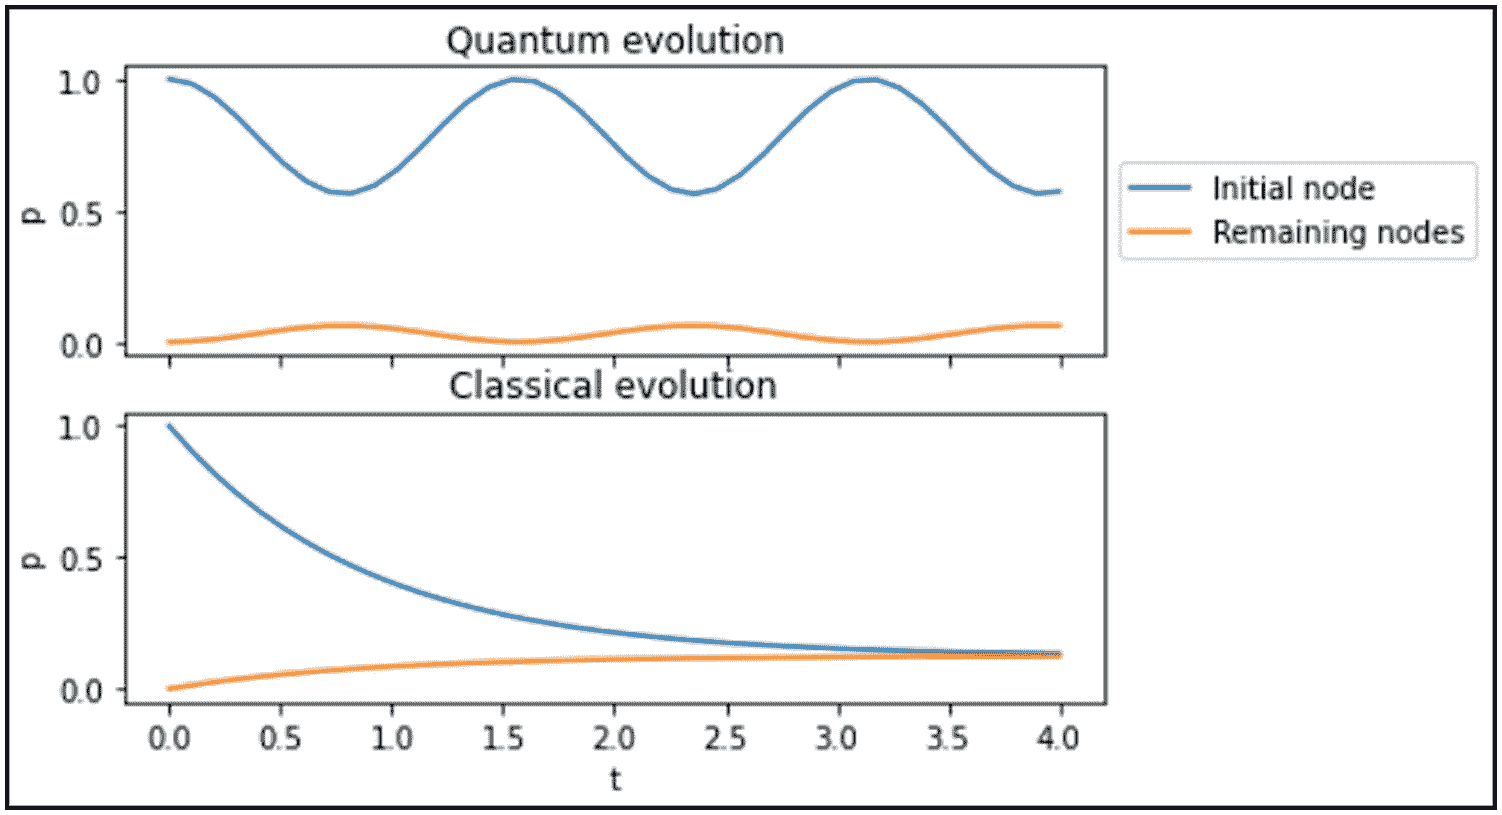 Quantum evolution
1.0
0.5
0.0
p
Initial node
Remaining nodes
Classical evolution
1.0
0.5
0.0
p
0.0 0.5 1.0 1.5 2.0 2.5 3.0 3.5 4.0
t